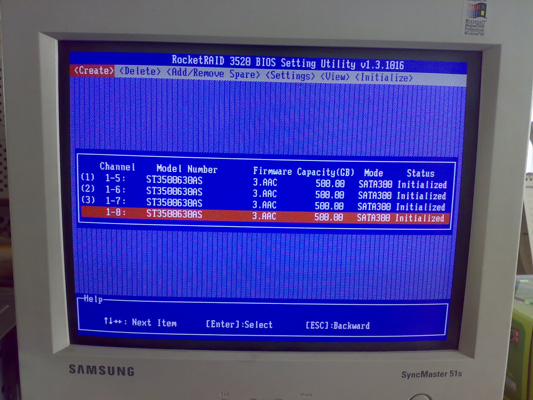 RocketRAID 3520 BIOS Setting Utility v1.3.1016
<Create> <Delete> <Add/Remove Spare> <Settings> <View> <Initialize>
Channel Model Number Firmware Capacity(GB) Mode Status
(1) 1-5: ST3500630AS 3.AAC 500.00 SATA300 Initialized
(2) 1-6: ST3500630AS 3.AAC 500.00 SATA300 Initialized
(3) 1-7: ST3500630AS 3.AAC 500.00 SATA300 Initialized
1-8: ST3500630AS 3.AAC 500.00 SATA300 Initialized
Help
↑↓←→: Next Item [Enter]:Select [ESC]:Backward
SAMSUNG
SyncMaster 51s